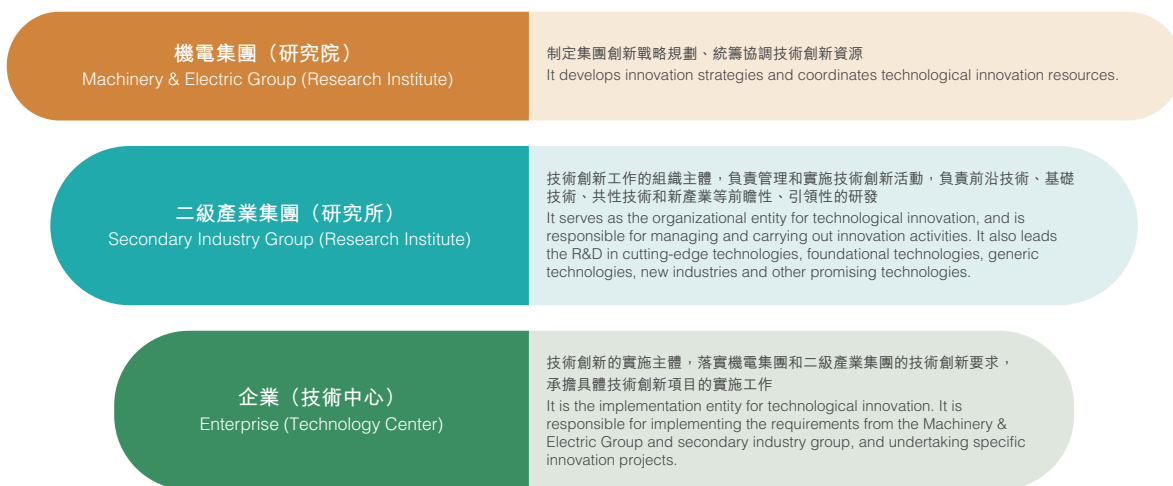 機電集團（研究院）
Machinery & Electric Group (Research Institute)
制定集團創新戰略規劃、統籌協調技術創新資源
It develops innovation strategies and coordinates technological innovation resources.
二級產業集團（研究所）
Secondary Industry Group (Research Institute)
技術創新工作的組織主體，負責管理和實施技術創新活動，負責前沿技術、基礎
技術、共性技術和新產業等前瞻性、引領性的研發
It serves as the organizational entity for technological innovation, and is
responsible for managing and carrying out innovation activities. It also leads
the R&D in cutting-edge technologies, foundational technologies, generic
technologies, new industries and other promising technologies.
企業（技術中心）
Enterprise (Technology Center)
技術創新的實施主體，落實機電集團和二級產業集團的技術創新要求，
承擔具體技術創新項目的實施工作
It is the implementation entity for technological innovation. It is
responsible for implementing the requirements from the Machinery &
Electric Group and secondary industry group, and undertaking specific
innovation projects.